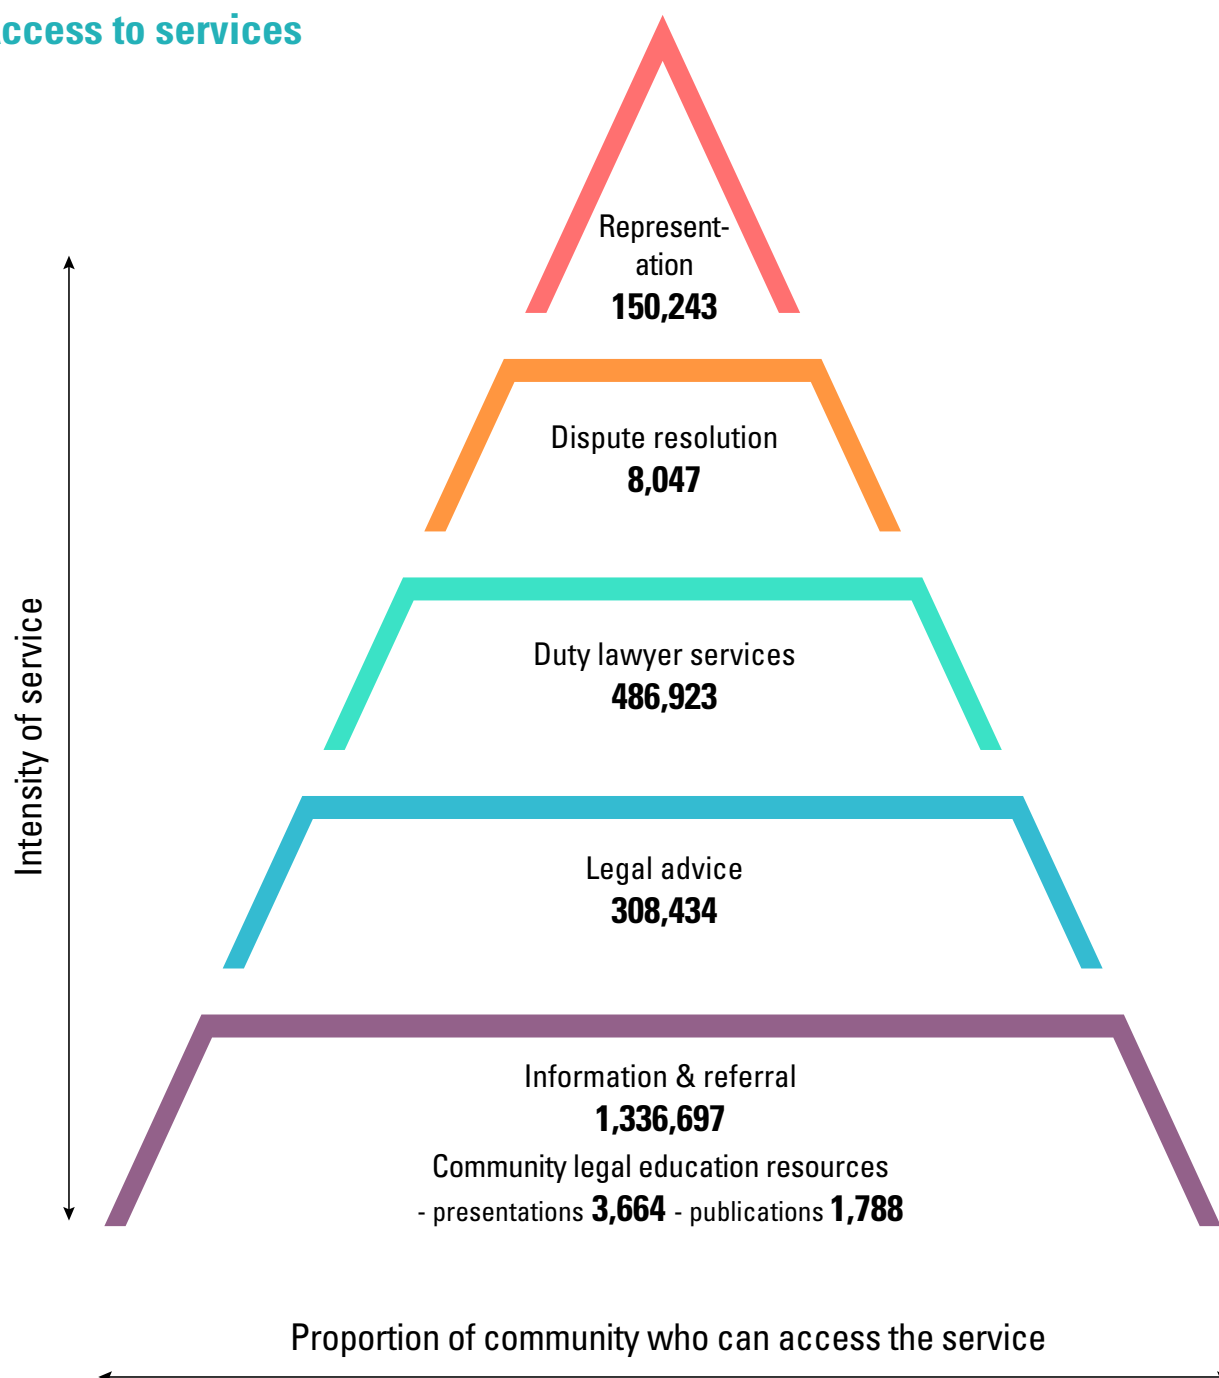 ccess to services
Represent-
ation
150,243
Dispute resolution
8,047
Duty lawyer services
486,923
Legal advice
308,434
Information & referral
1,336,697
Community legal education resources
- presentations 3,664 - publications 1,788
Intensity of service
Proportion of community who can access the service